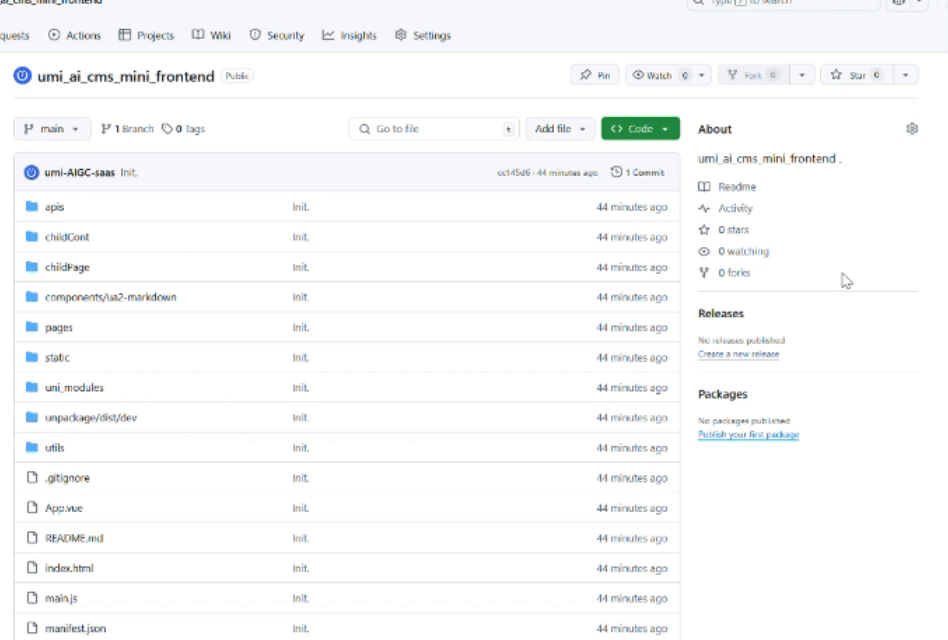 ai_cms_mini_frontend
Type / to search
quests Actions Projects Wiki Security Insights Settings
umi_ai_cms_mini_frontend Public
Pin Watch 0 Fork 0 Star 0
main 1 Branch 0 Tags Go to file t Add file Code
umi-AIGC-saas Init. cc145d6 · 44 minutes ago 1 Commit
apis Init. 44 minutes ago
childCont Init. 44 minutes ago
childPage Init. 44 minutes ago
components/ua2-markdown Init. 44 minutes ago
pages Init. 44 minutes ago
static Init. 44 minutes ago
uni_modules Init. 44 minutes ago
unpackage/dist/dev Init. 44 minutes ago
utils Init. 44 minutes ago
.gitignore Init. 44 minutes ago
App.vue Init. 44 minutes ago
README.md Init. 44 minutes ago
index.html Init. 44 minutes ago
main.js Init. 44 minutes ago
manifest.json Init. 44 minutes ago
About
umi_ai_cms_mini_frontend .
Readme
Activity
0 stars
0 watching
0 forks
Releases
No releases published
Create a new release
Packages
No packages published
Publish your first package